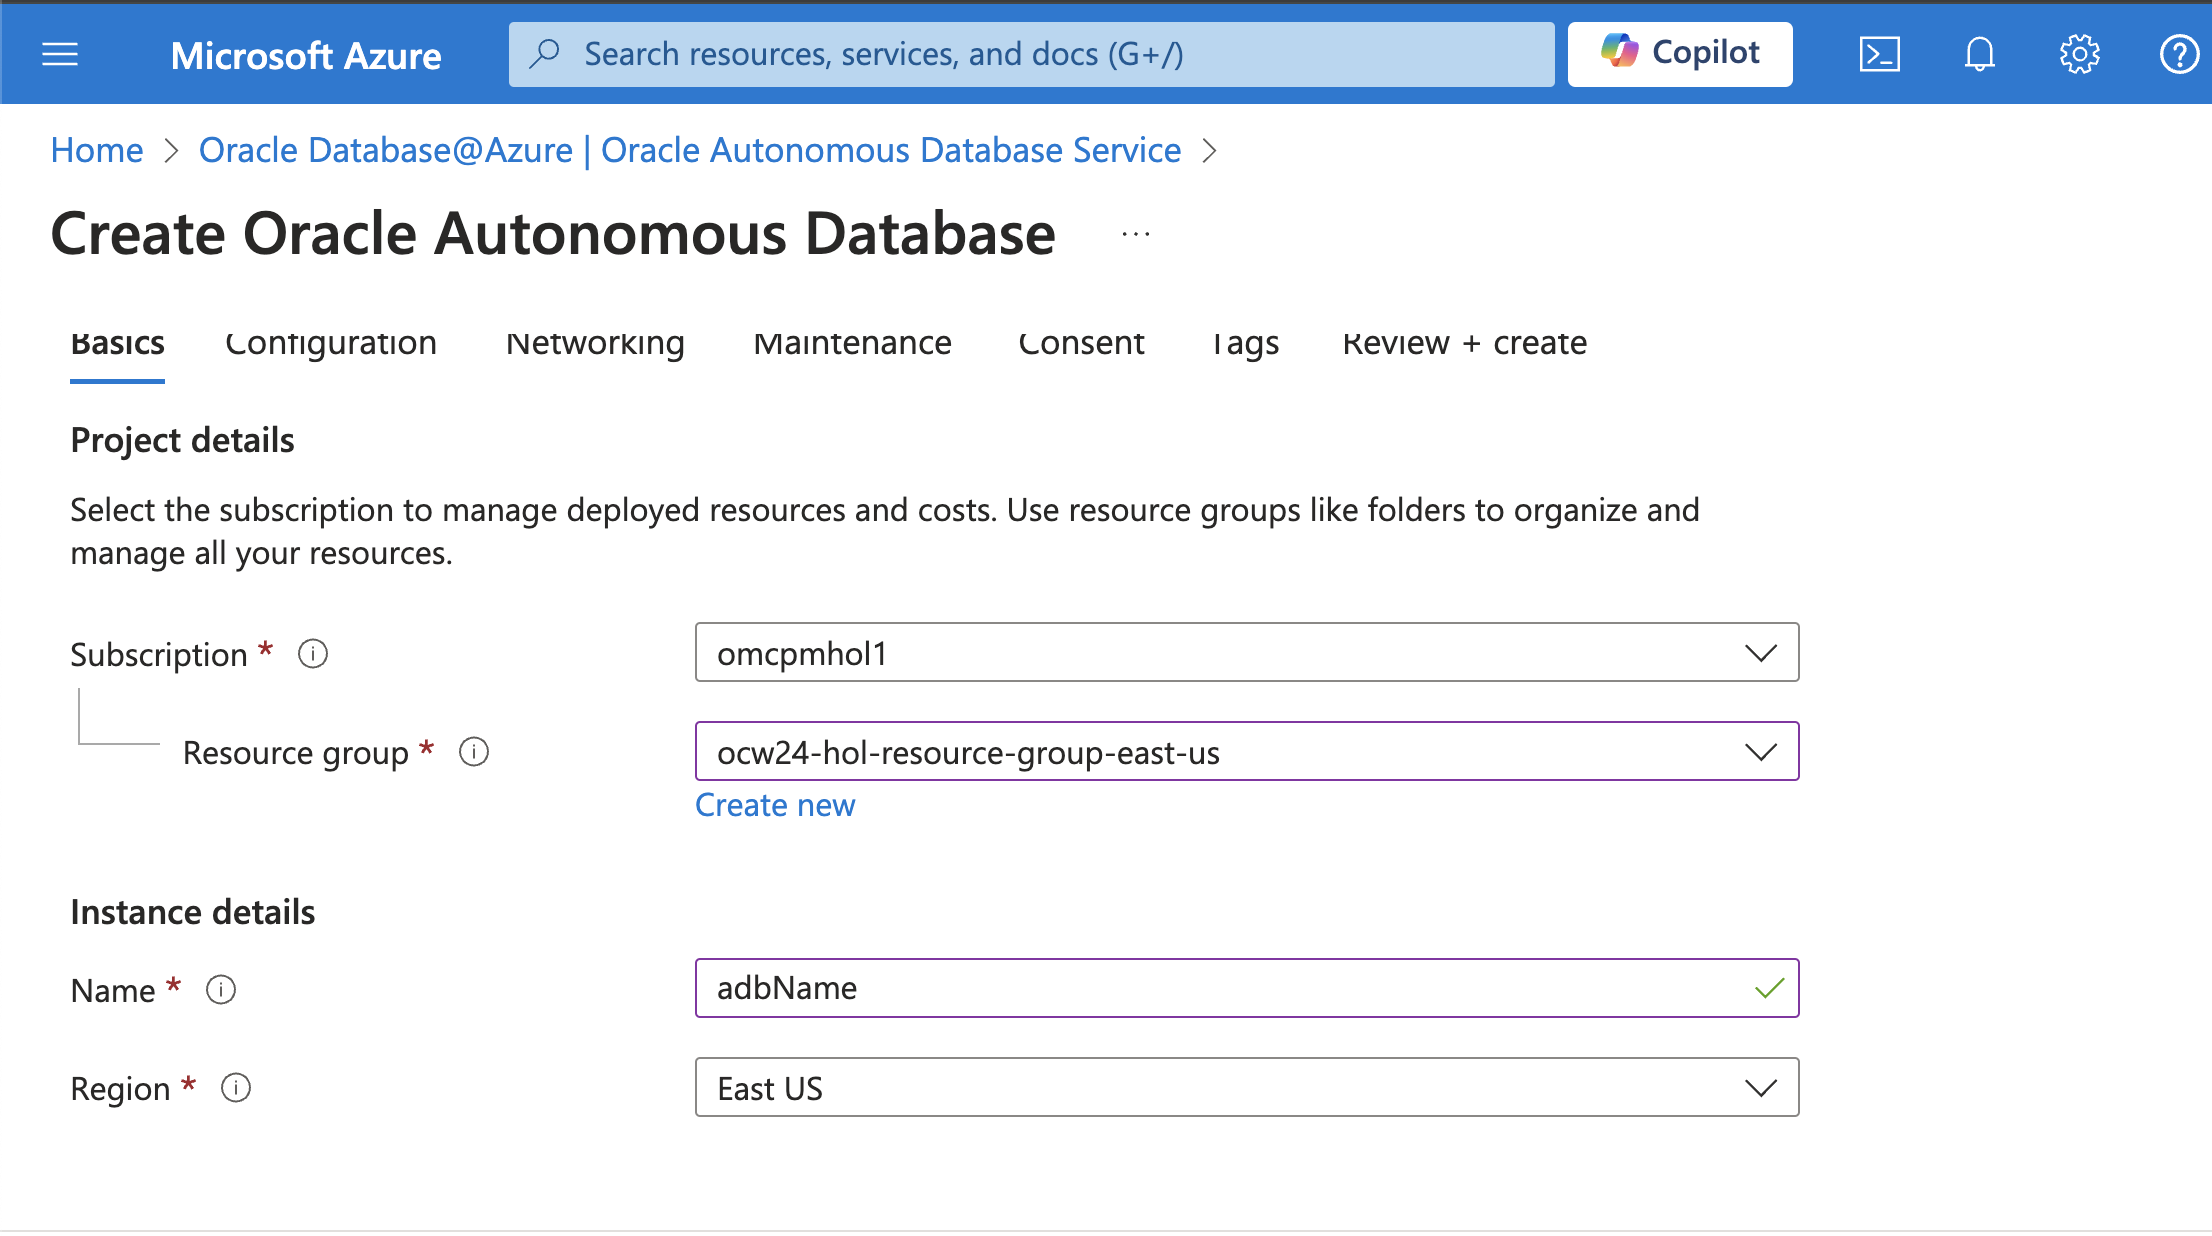 Microsoft Azure
Search resources, services, and docs (G+/)
Copilot
Home > Oracle Database@Azure | Oracle Autonomous Database Service >
Create Oracle Autonomous Database ...
Basics Configuration Networking Maintenance Consent Tags Review + create
Project details
Select the subscription to manage deployed resources and costs. Use resource groups like folders to organize and
manage all your resources.
Subscription *
omcpmhol1
Resource group *
ocw24-hol-resource-group-east-us
Create new
Instance details
Name *
adbName
Region *
East US